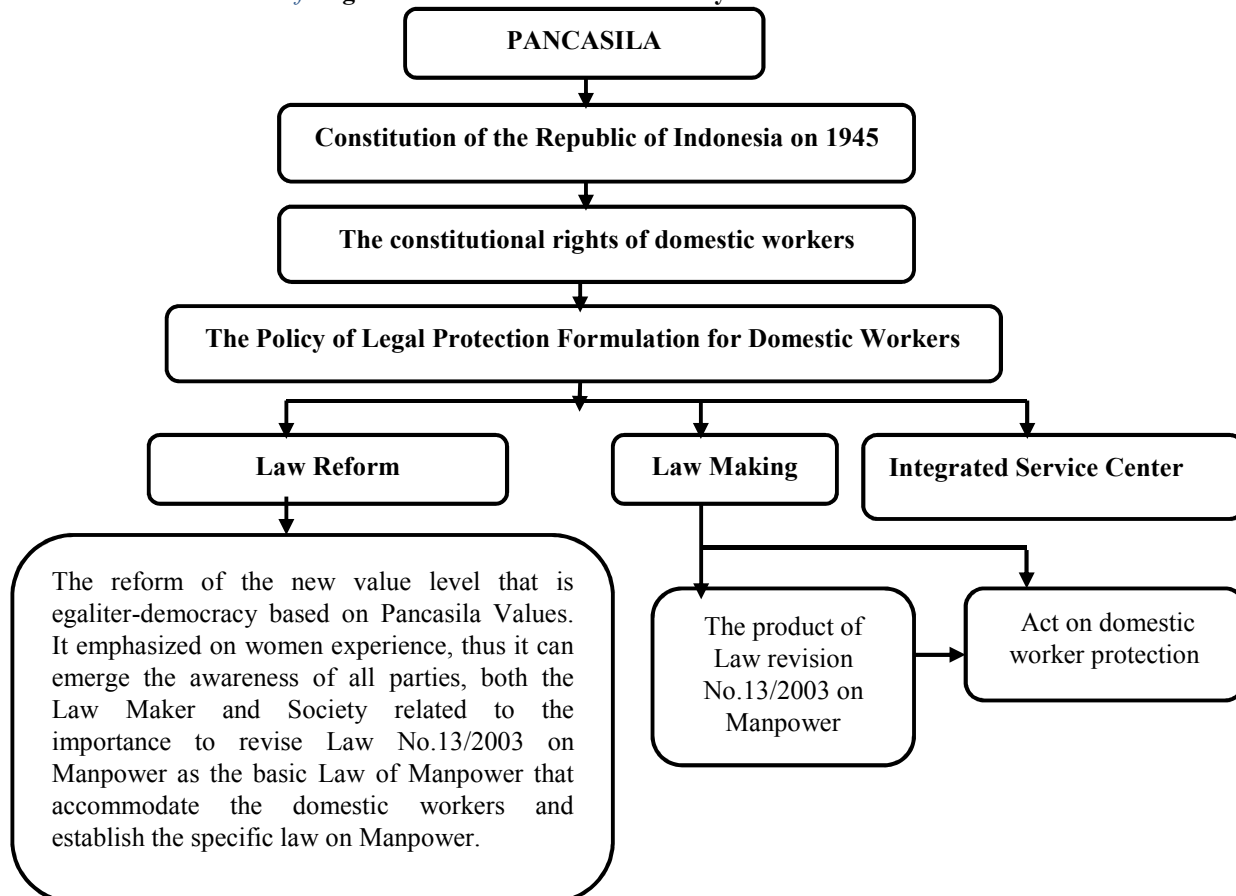 PANCASILA
Constitution of the Republic of Indonesia on 1945
The constitutional rights of domestic workers
The Policy of Legal Protection Formulation for Domestic Workers
Law Reform
Law Making
Integrated Service Center
The reform of the new value level that is
egaliter-democracy based on Pancasila Values.
It emphasized on women experience, thus it can
emerge the awareness of all parties, both the
Law Maker and Society related to the
importance to revise Law No.13/2003 on
Manpower as the basic Law of Manpower that
accommodate the domestic workers and
establish the specific law on Manpower.
The product of
Law revision
No.13/2003 on
Manpower
Act on domestic
worker protection